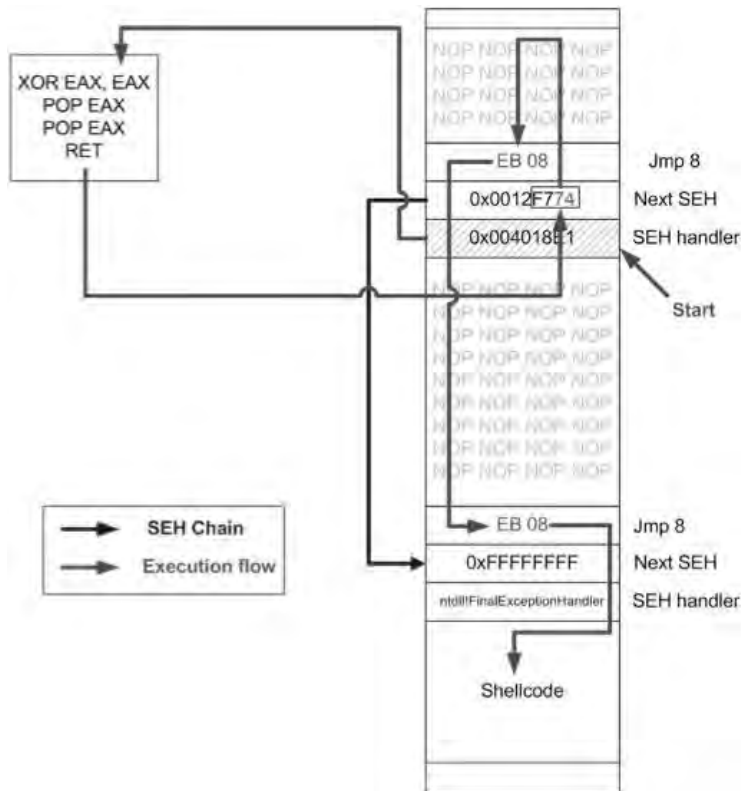 NOP NOP NOP NOP
NOP NOP NOP NOP
NOP NOP NOP NOP
NOP NOP NOP NOP
XOR EAX, EAX
POP EAX
POP EAX
RET
EB 08 Jmp 8
0x0012F774 Next SEH
0x004018E1 SEH handler
Start
NOP NOP NOP NOP
NOP NOP NOP NOP
NOP NOP NOP NOP
NOP NOP NOP NOP
NOP NOP NOP NOP
NOP NOP NOP NOP
NOP NOP NOP NOP
NOP NOP NOP NOP
NOP NOP NOP NOP
SEH Chain
Execution flow
EB 08 Jmp 8
0xFFFFFFFF Next SEH
ntdll!FinalExceptionHandler SEH handler
Shellcode